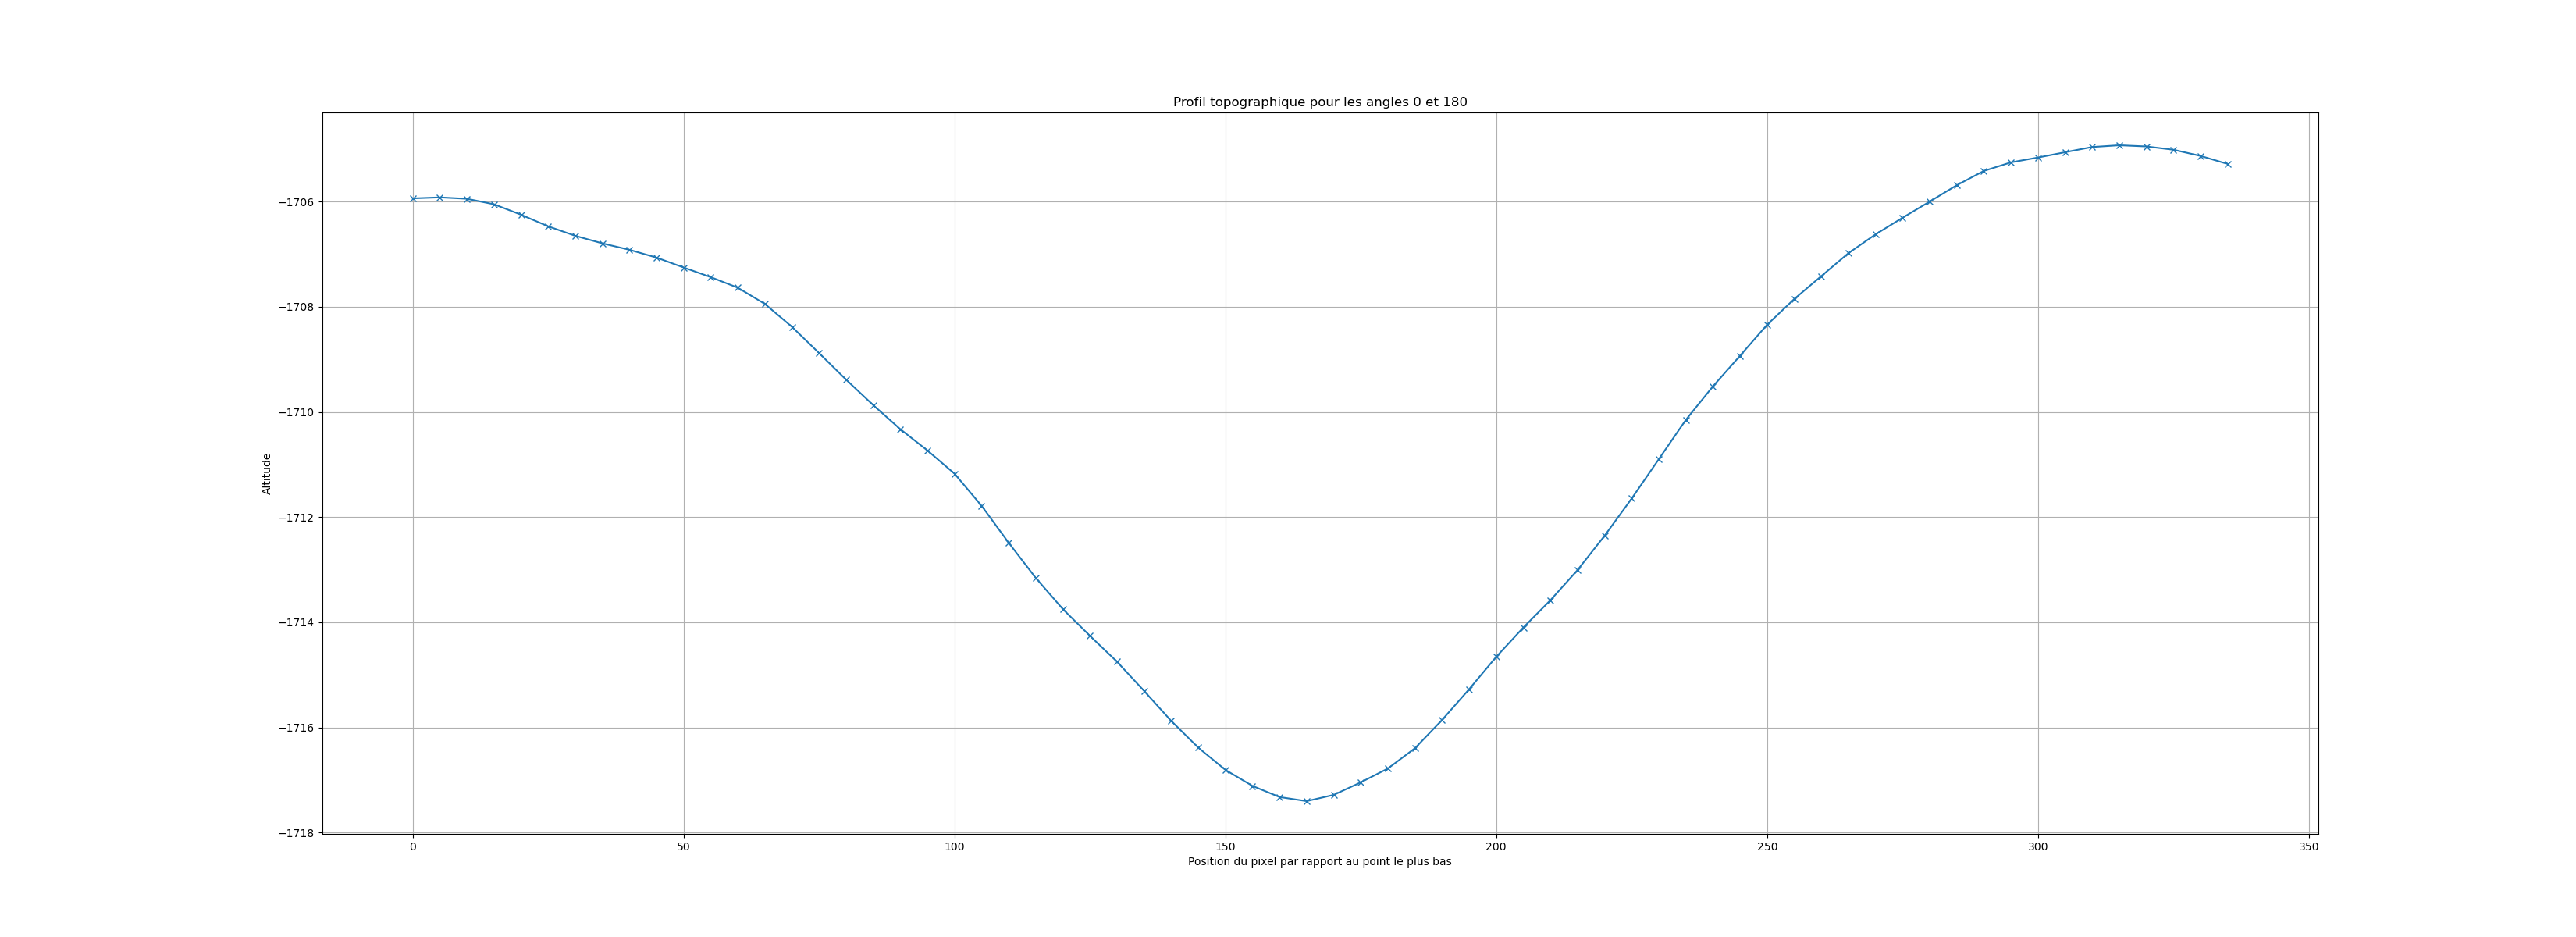 Profil topographique pour les angles 0 et 180
Altitude
−1706
−1708
−1710
−1712
−1714
−1716
−1718
0 50 100 150 200 250 300 350
Position du pixel par rapport au point le plus bas